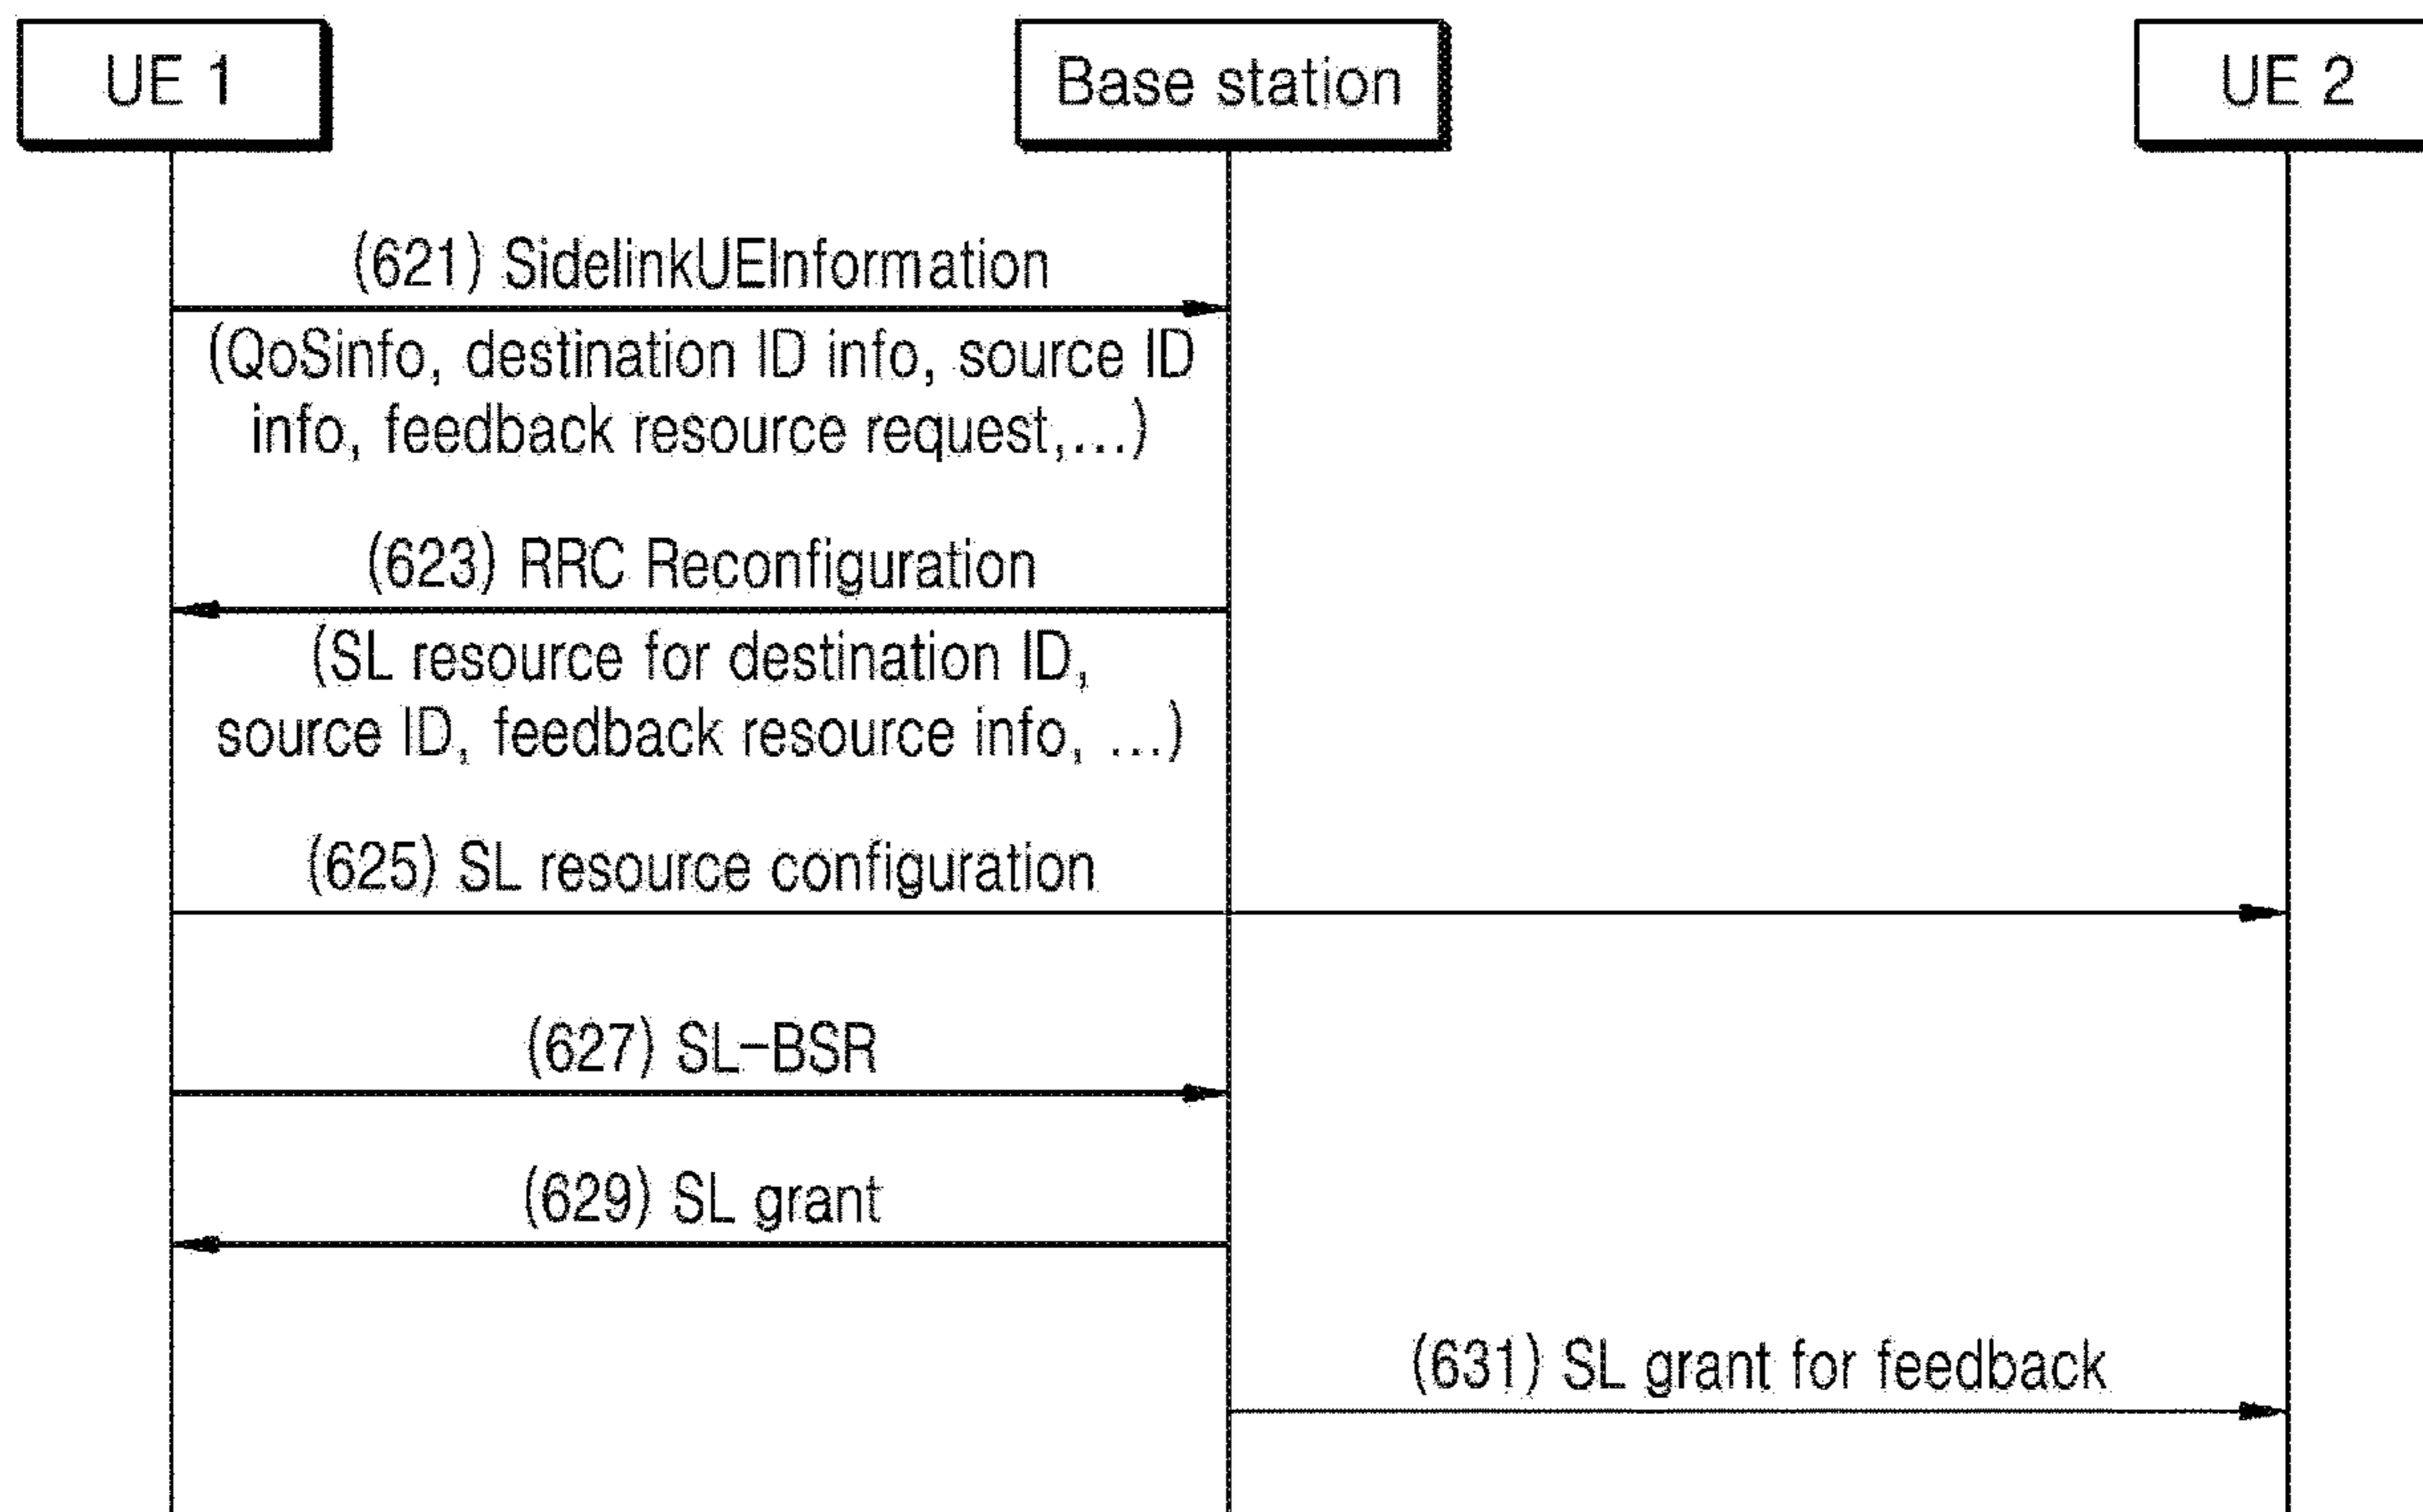 UE 1
Base station
UE 2
(621) SidelinkUEInformation
(QoSinfo, destination ID info, source ID
info, feedback resource request,...)
(623) RRC Reconfiguration
(SL resource for destination ID,
source ID, feedback resource info, ...)
(625) SL resource configuration
(627) SL-BSR
(629) SL grant
(631) SL grant for feedback